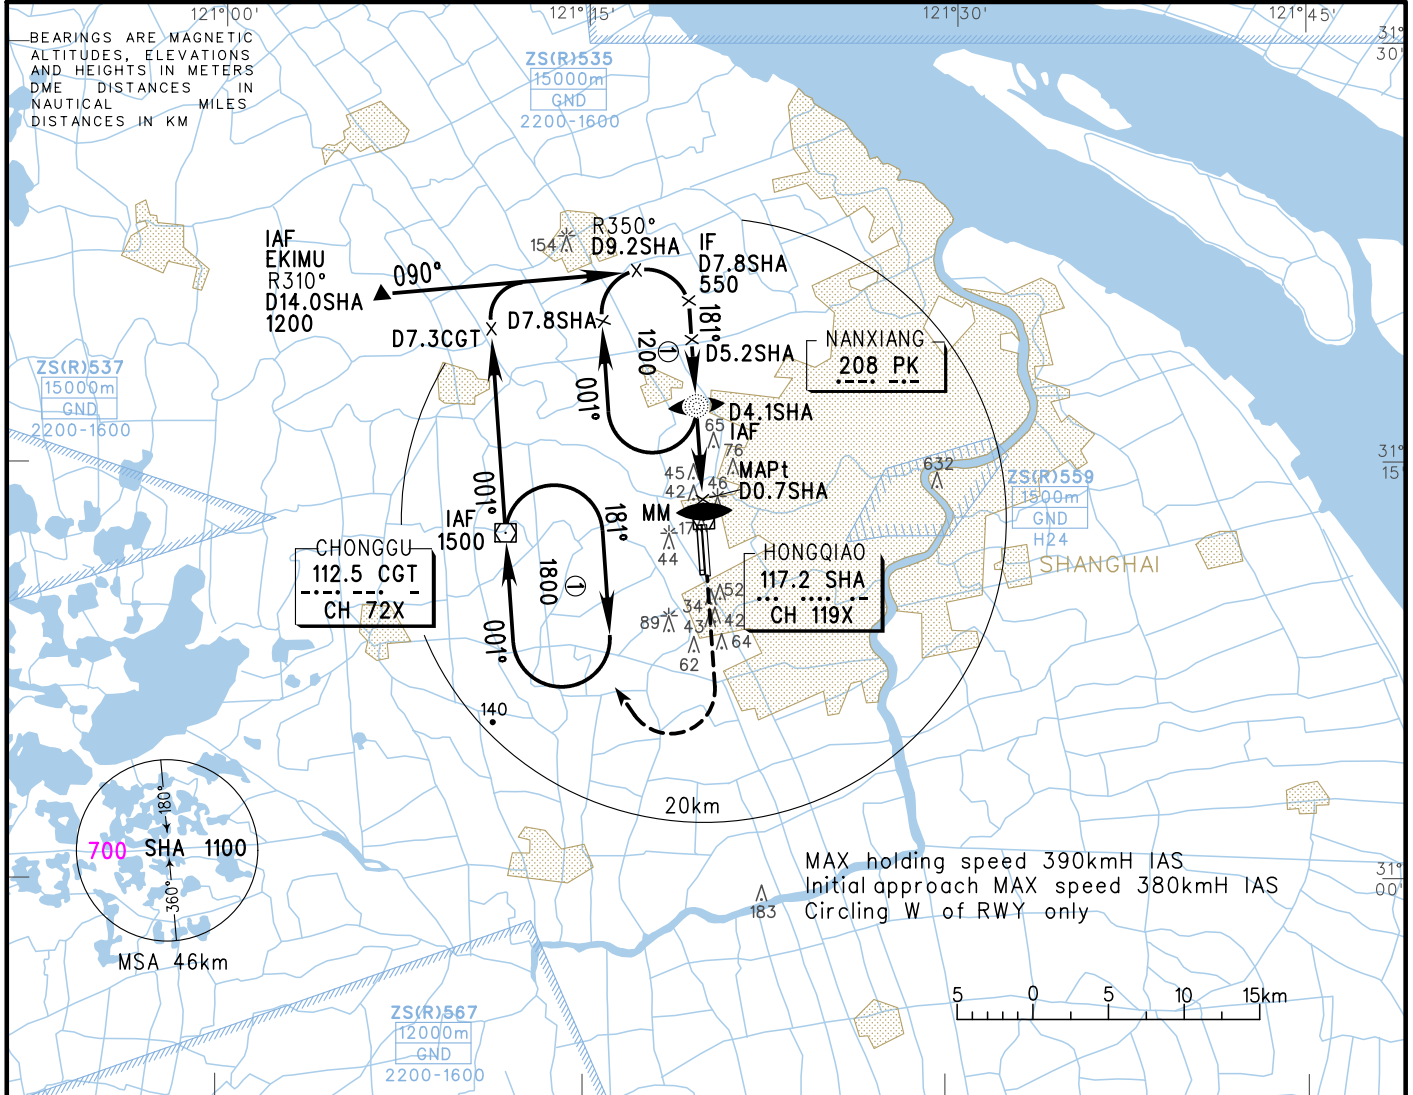 121°00'
121°15'
121°30'
121°45'
31°
30'
BEARINGS ARE MAGNETIC
ALTITUDES, ELEVATIONS
AND HEIGHTS IN METERS
DME DISTANCES IN
NAUTICAL MILES
DISTANCES IN KM
ZS(R)535
15000m
GND
2200-1600
IAF
EKIMU
R310°
D14.0SHA
1200
090°
154
R350°
D9.2SHA
IF
D7.8SHA
550
181°
D7.3CGT
D7.8SHA
1200
1
D5.2SHA
001°
NANXIANG
208 PK
ZS(R)537
15000m
GND
2200-1600
D4.1SHA
IAF
65
76
45
42
46
MAPt
D0.7SHA
MM
17
44
632
ZS(R)559
1500m
GND
H24
31°
15'
001°
IAF
1500
181°
1800
1
001°
CHONGGU
112.5 CGT
CH 72X
HONGQIAO
117.2 SHA
CH 119X
SHANGHAI
52
34
42
89
43
64
62
140
20km
180°
700 SHA 1100
360°
MSA 46km
MAX holding speed 390kmH IAS
Initial approach MAX speed 380kmH IAS
Circling W of RWY only
183
31°
00'
5 0 5 10 15km
ZS(R)567
12000m
GND
2200-1600